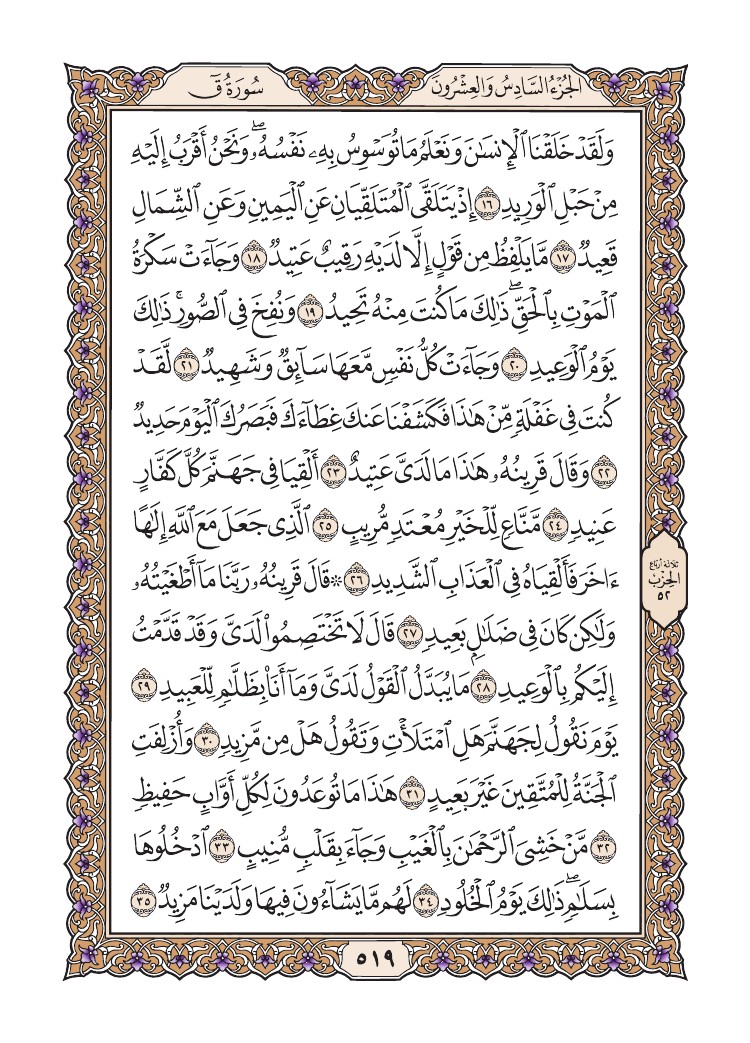 الجُزْءُ السَّادِسُ وَالعِشْرُونَ
سُورَةُ قٓ
وَلَقَدْ خَلَقْنَا ٱلْإِنسَٰنَ وَنَعْلَمُ مَا تُوَسْوِسُ بِهِۦ نَفْسُهُۥۖ وَنَحْنُ أَقْرَبُ إِلَيْهِ
مِنْ حَبْلِ ٱلْوَرِيدِ ١٦ إِذْ يَتَلَقَّى ٱلْمُتَلَقِّيَانِ عَنِ ٱلْيَمِينِ وَعَنِ ٱلشِّمَالِ
قَعِيدٌ ١٧ مَّا يَلْفِظُ مِن قَوْلٍ إِلَّا لَدَيْهِ رَقِيبٌ عَتِيدٌ ١٨ وَجَآءَتْ سَكْرَةُ
ٱلْمَوْتِ بِٱلْحَقِّۖ ذَٰلِكَ مَا كُنتَ مِنْهُ تَحِيدُ ١٩ وَنُفِخَ فِى ٱلصُّورِۚ ذَٰلِكَ
يَوْمُ ٱلْوَعِيدِ ٢٠ وَجَآءَتْ كُلُّ نَفْسٍ مَّعَهَا سَآئِقٌ وَشَهِيدٌ ٢١ لَّقَدْ
كُنتَ فِى غَفْلَةٍ مِّنْ هَٰذَا فَكَشَفْنَا عَنكَ غِطَآءَكَ فَبَصَرُكَ ٱلْيَوْمَ حَدِيدٌ
٢٢ وَقَالَ قَرِينُهُۥ هَٰذَا مَا لَدَىَّ عَتِيدٌ ٢٣ أَلْقِيَا فِى جَهَنَّمَ كُلَّ كَفَّارٍ
عَنِيدٍ ٢٤ مَّنَّاعٍ لِّلْخَيْرِ مُعْتَدٍ مُّرِيبٍ ٢٥ ٱلَّذِى جَعَلَ مَعَ ٱللَّهِ إِلَٰهًا
ءَاخَرَ فَأَلْقِيَاهُ فِى ٱلْعَذَابِ ٱلشَّدِيدِ ٢٦ ۞ قَالَ قَرِينُهُۥ رَبَّنَا مَآ أَطْغَيْتُهُۥ
وَلَٰكِن كَانَ فِى ضَلَٰلٍۭ بَعِيدٍ ٢٧ قَالَ لَا تَخْتَصِمُوا۟ لَدَىَّ وَقَدْ قَدَّمْتُ
إِلَيْكُم بِٱلْوَعِيدِ ٢٨ مَا يُبَدَّلُ ٱلْقَوْلُ لَدَىَّ وَمَآ أَنَا۠ بِظَلَّٰمٍ لِّلْعَبِيدِ ٢٩
يَوْمَ نَقُولُ لِجَهَنَّمَ هَلِ ٱمْتَلَأْتِ وَتَقُولُ هَلْ مِن مَّزِيدٍ ٣٠ وَأُزْلِفَتِ
ٱلْجَنَّةُ لِلْمُتَّقِينَ غَيْرَ بَعِيدٍ ٣١ هَٰذَا مَا تُوعَدُونَ لِكُلِّ أَوَّابٍ حَفِيظٍ
٣٢ مَّنْ خَشِىَ ٱلرَّحْمَٰنَ بِٱلْغَيْبِ وَجَآءَ بِقَلْبٍ مُّنِيبٍ ٣٣ ٱدْخُلُوهَا
بِسَلَٰمٍۖ ذَٰلِكَ يَوْمُ ٱلْخُلُودِ ٣٤ لَهُم مَّا يَشَآءُونَ فِيهَا وَلَدَيْنَا مَزِيدٌ ٣٥
ثلاثة أرباع
الحِزْب
٥٢
٥١٩